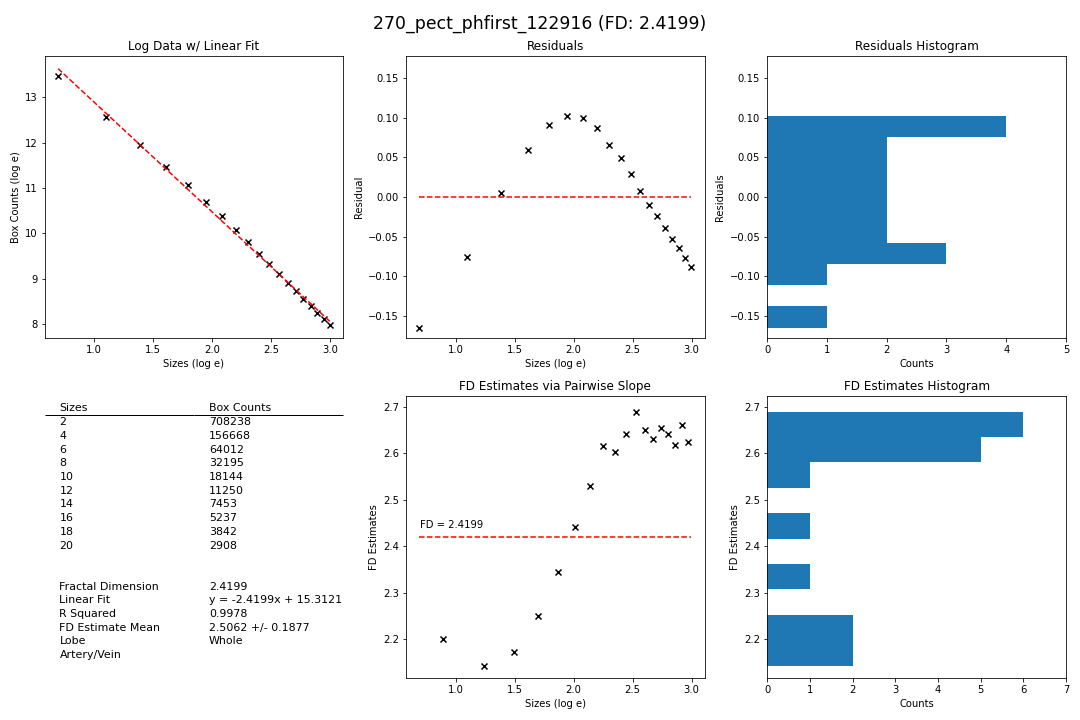 270_pect_phfirst_122916 (FD: 2.4199)
Log Data w/ Linear Fit
13
12
11
10
9
8
Box Counts (log e)
1.0 1.5 2.0 2.5 3.0
Sizes (log e)
Residuals
0.15
0.10
0.05
0.00
−0.05
−0.10
−0.15
Residual
1.0 1.5 2.0 2.5 3.0
Sizes (log e)
Residuals Histogram
0.15
0.10
0.05
0.00
−0.05
−0.10
−0.15
Residuals
0 1 2 3 4 5
Counts
Sizes Box Counts
2 708238
4 156668
6 64012
8 32195
10 18144
12 11250
14 7453
16 5237
18 3842
20 2908
Fractal Dimension 2.4199
Linear Fit y = -2.4199x + 15.3121
R Squared 0.9978
FD Estimate Mean 2.5062 +/- 0.1877
Lobe Whole
Artery/Vein
FD Estimates via Pairwise Slope
2.7
2.6
2.5
2.4
2.3
2.2
FD Estimates
FD = 2.4199
1.0 1.5 2.0 2.5 3.0
Sizes (log e)
FD Estimates Histogram
2.7
2.6
2.5
2.4
2.3
2.2
FD Estimates
0 1 2 3 4 5 6 7
Counts